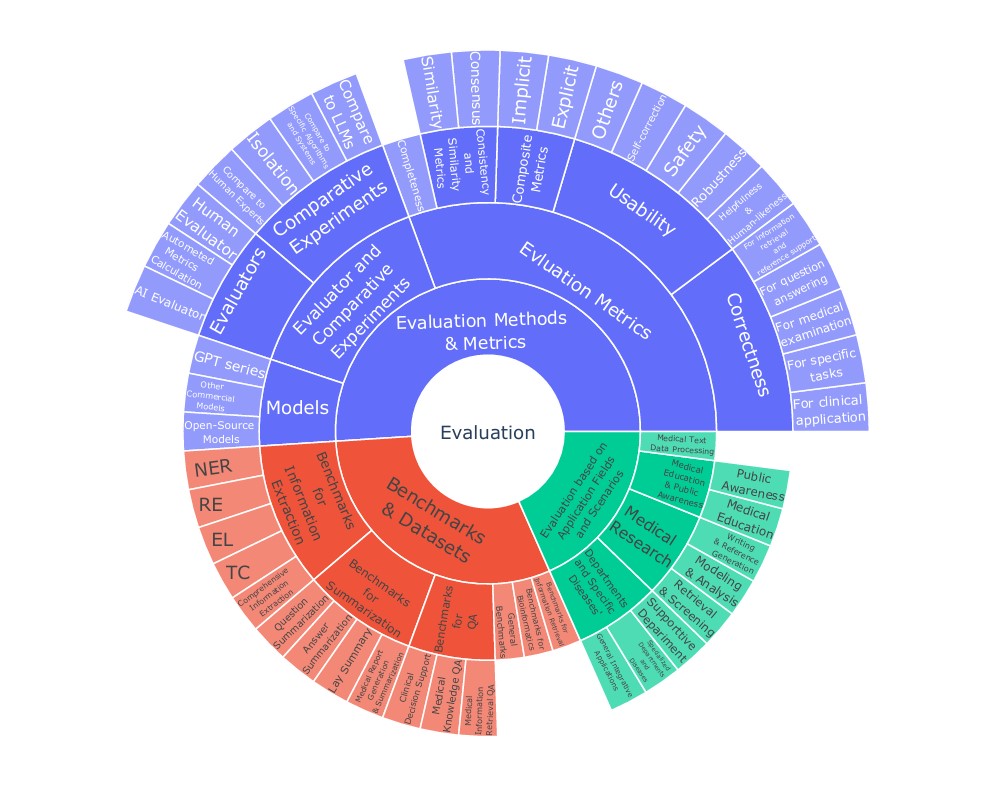 Evaluation
Evaluation Methods
& Metrics
Evluation Metrics
Correctness
For clinical
application
For specific
tasks
For medical
examination
For question
answering
For information
retrieval
and
reference support
Usability
Helpfulness
&
Human-likeness
Robustness
Safety
Self-correction
Others
Composite
Metrics
Explicit
Implicit
Consistency
and
Similarity
Metrics
Consensus
Similarity
Completeness
Evaluator and
Comparative
Experiments
Comparative
Experiments
Compare
to LLMs
Compare to
Specific Algorithms
and Systems
Isolation
Compare to
Human Experts
Evaluators
Human
Evaluator
Autometed
Metrics
Calculation
AI Evaluator
Models
GPT series
Other
Commercial
Models
Open-Source
Models
Benchmarks
& Datasets
Benchmarks
for
Information
Extraction
NER
RE
EL
TC
Comprehensive
Information
Extraction
Benchmarks
for
Summarization
Question
Summarization
Answer
Summarization
Lay Summary
Medical Report
Generation
& Summarization
Benchmarks
for
QA
Clinical
Decision Support
Medical
Knowledge QA
Medical
Information
Retrieval QA
General
Benchmarks
Benchmarks for
Bioinformatics
Benchmarks for
Information Retrieval
Evaluation based on
Application Fields
and Scenarios
Departments
and Specific
Diseases
General Integrative
Applications
Specialized
Departments
and
Diseases
Supporttive
Department
Medical
Research
Retrieval
& Screening
Modeling
& Analysis
Writing
& Reference
Generation
Medical
Education
& Public
Awareness
Medical
Education
Public
Awareness
Medical Text
Data Processing